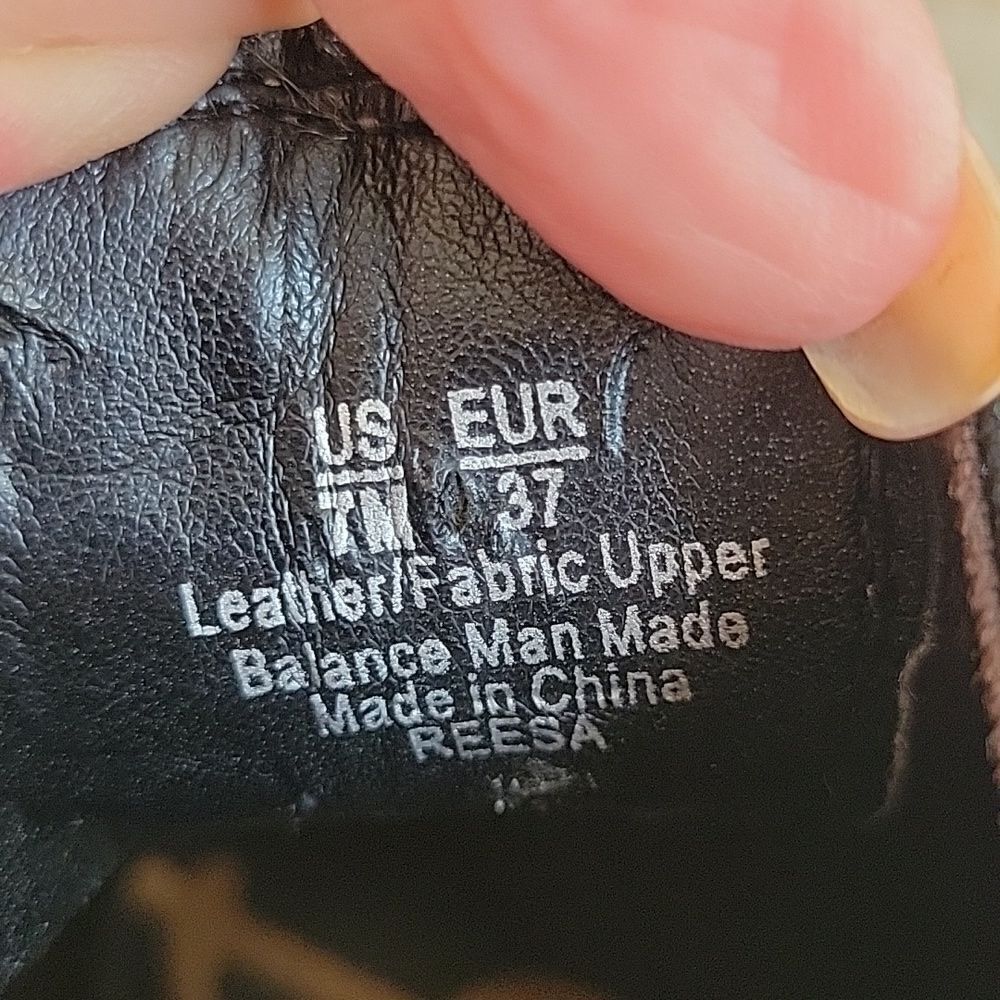 US EUR
7M 37
Leather/Fabric Upper
Balance Man Made
Made in China
REESA